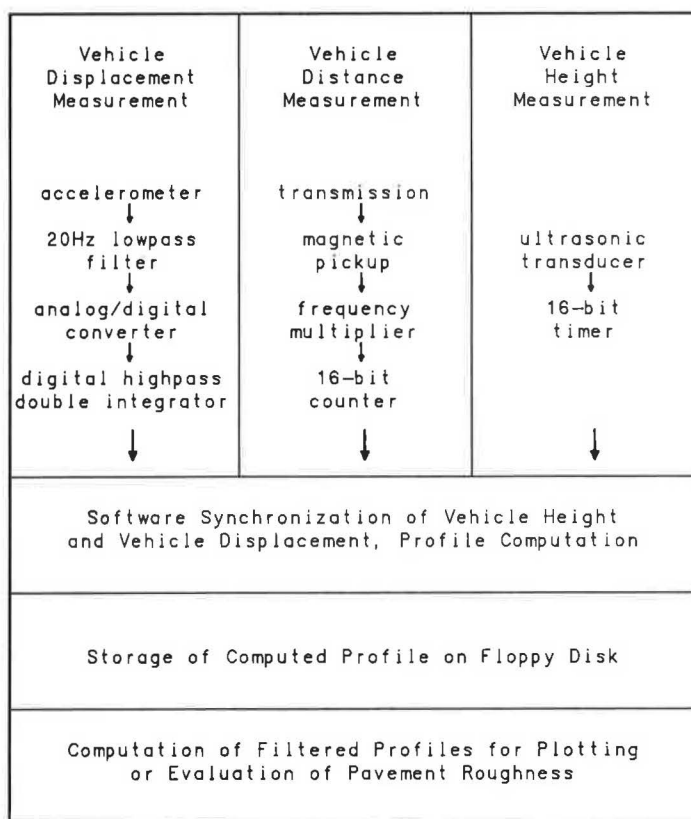 Vehicle
Displacement
Measurement
accelerometer
20Hz lowpass
filter
analog/digital
converter
digital highpass
double integrator
Vehicle
Distance
Measurement
transmission
magnetic
pickup
frequency
multiplier
16-bit
counter
Vehicle
Height
Measurement
ultrasonic
transducer
16-bit
timer
Software Synchronization of Vehicle Height
and Vehicle Displacement, Profile Computation
Storage of Computed Profile on Floppy Disk
Computation of Filtered Profiles for Plotting
or Evaluation of Pavement Roughness